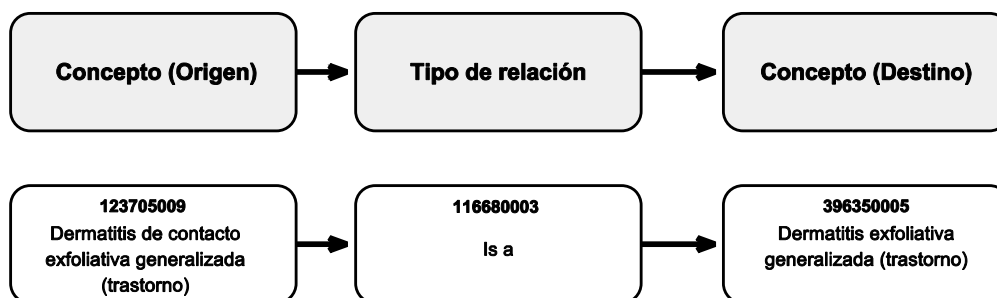 Concepto (Origen)
Tipo de relación
Concepto (Destino)
123705009
Dermatitis de contacto
exfoliativa generalizada
(trastorno)
116680003
Is a
396350005
Dermatitis exfoliativa
generalizada (trastorno)